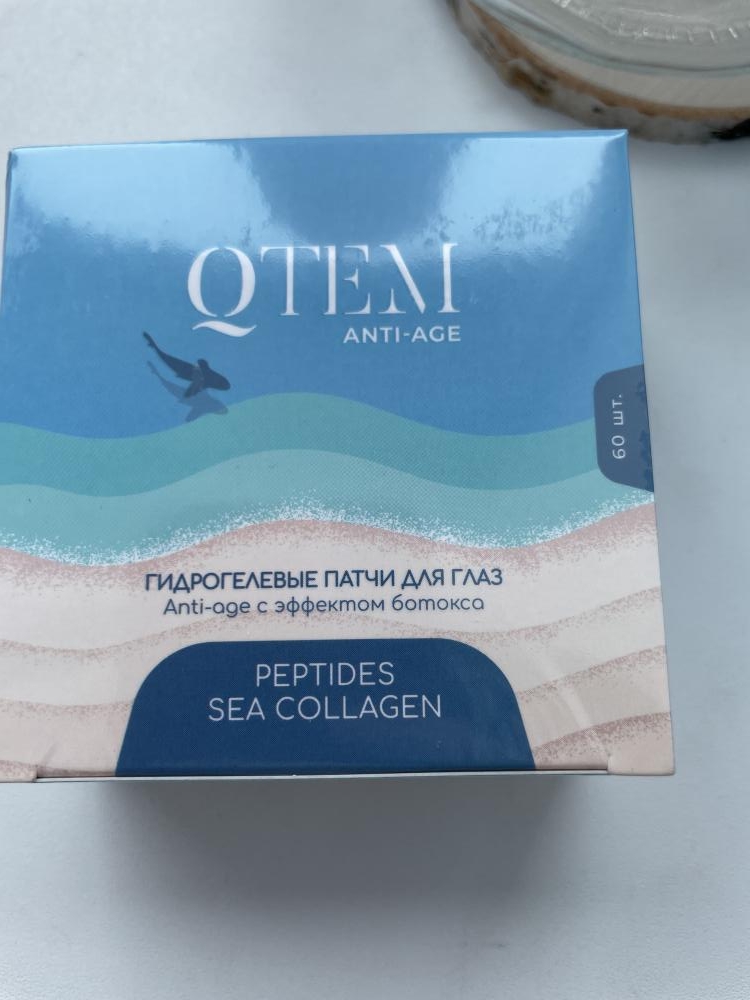 QTEM
ANTI-AGE
60 шт.
ГИДРОГЕЛЕВЫЕ ПАТЧИ ДЛЯ ГЛАЗ
Anti-age с эффектом ботокса
PEPTIDES
SEA COLLAGEN